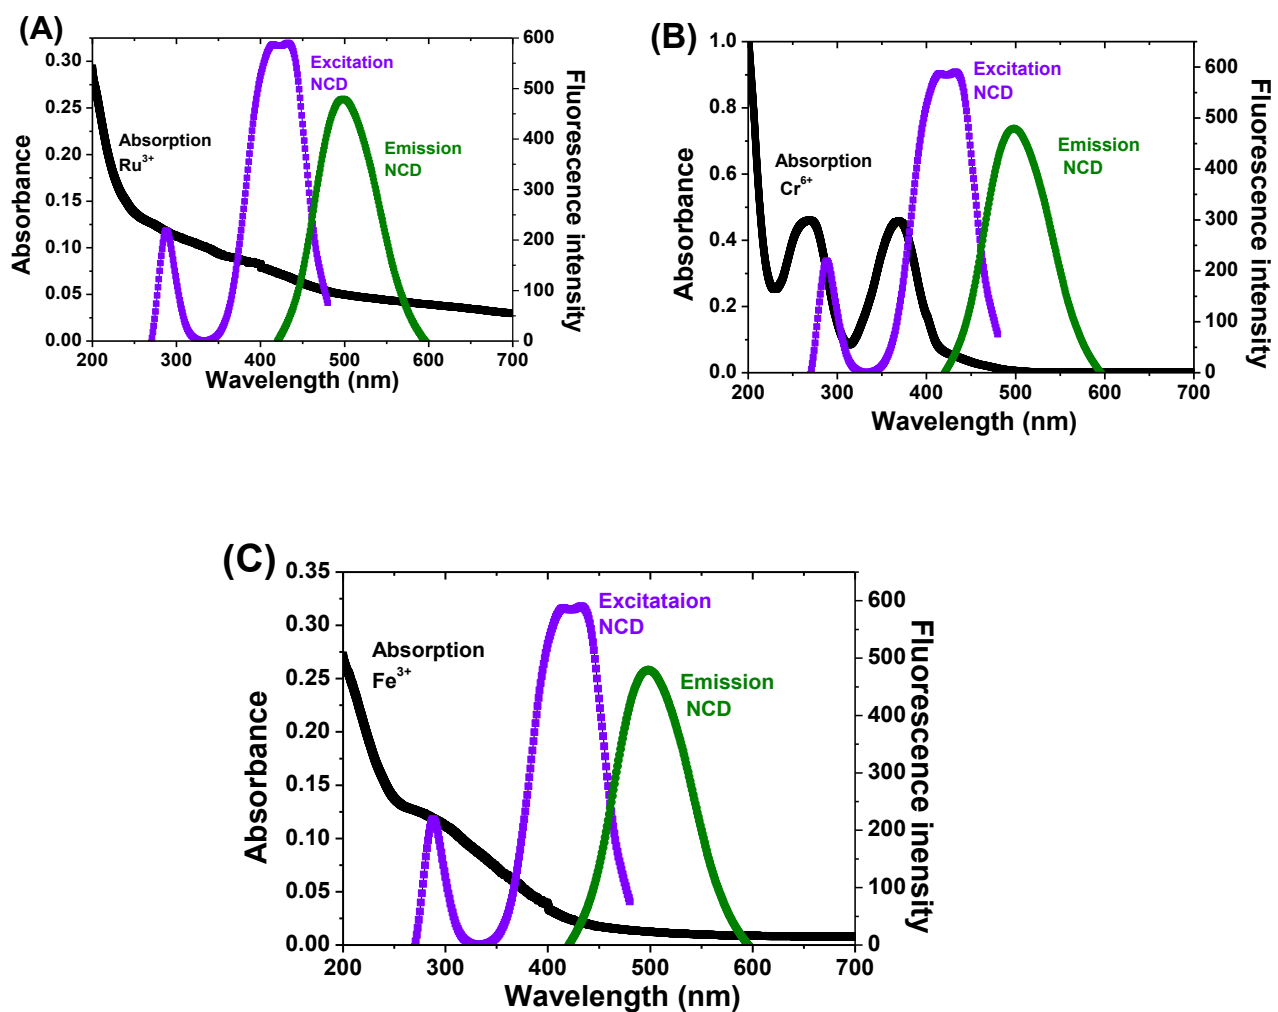 (A)
Absorbance
0.30
0.25
0.20
0.15
0.10
0.05
0.00
Absorption
Ru3+
Excitation
NCD
Emission
NCD
600
500
400
300
200
100
0
Fluorescence intensity
200 300 400 500 600 700
Wavelength (nm)
(B)
Absorbance
1.0
0.8
0.6
0.4
0.2
0.0
Absorption
Cr6+
Excitation
NCD
Emission
NCD
600
500
400
300
200
100
0
Fluorescence intensity
200 300 400 500 600 700
Wavelength (nm)
(C)
Absorbance
0.35
0.30
0.25
0.20
0.15
0.10
0.05
0.00
Absorption
Fe3+
Excitataion
NCD
Emission
NCD
600
500
400
300
200
100
0
Fluorescence inensity
200 300 400 500 600 700
Wavelength (nm)